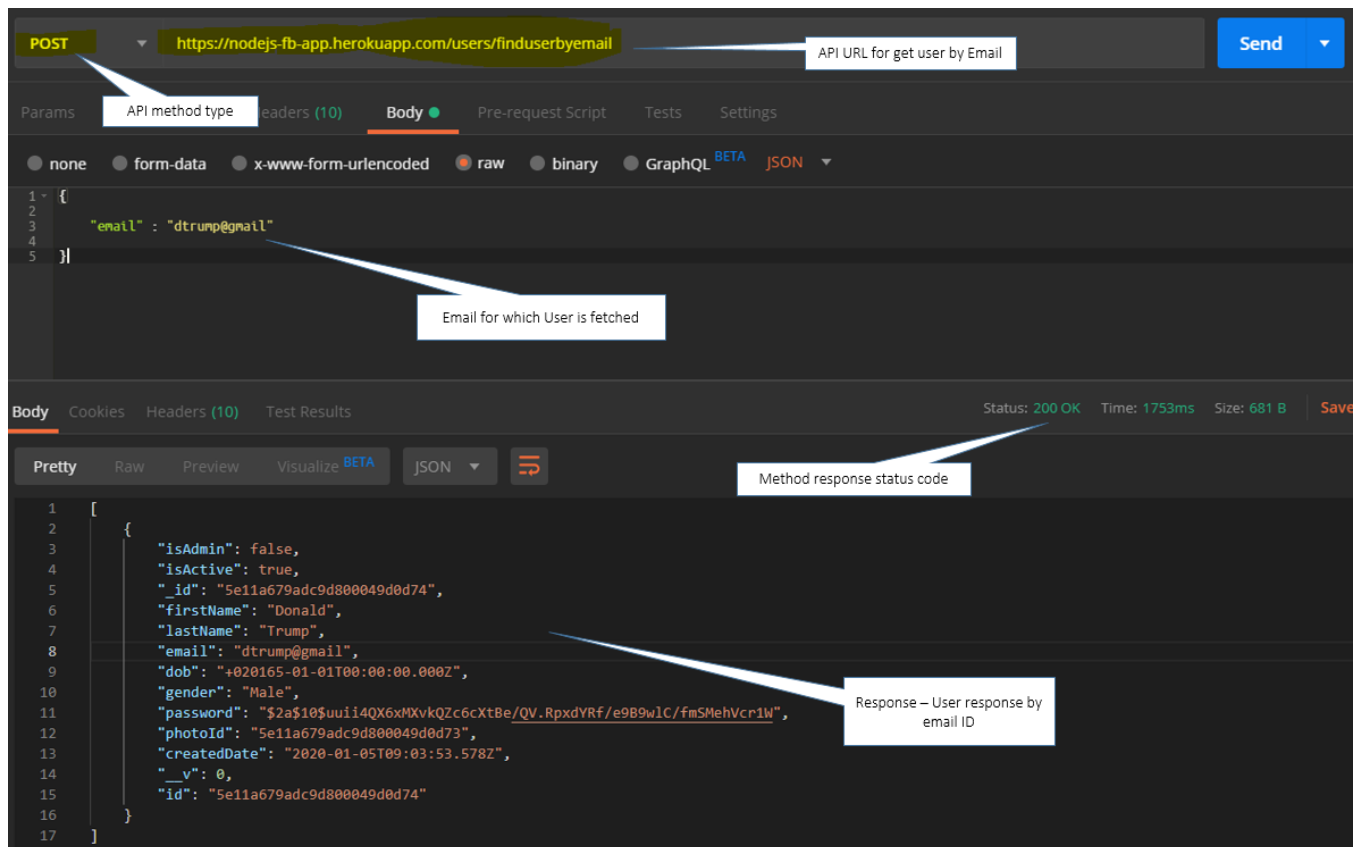 POST https://nodejs-fb-app.herokuapp.com/users/finduserbyemail Send
API URL for get user by Email
API method type
Params eaders (10) Body Pre-request Script Tests Settings
none form-data x-www-form-urlencoded raw binary GraphQL BETA JSON
1 {
2
3 "email" : "dtrump@gmail"
4
5 }
Email for which User is fetched
Body Cookies Headers (10) Test Results Status: 200 OK Time: 1753ms Size: 681 B Save
Pretty Raw Preview Visualize BETA JSON
Method response status code
1 [
2 {
3 "isAdmin": false,
4 "isActive": true,
5 "_id": "5e11a679adc9d800049d0d74",
6 "firstName": "Donald",
7 "lastName": "Trump",
8 "email": "dtrump@gmail",
9 "dob": "+020165-01-01T00:00:00.000Z",
10 "gender": "Male",
11 "password": "$2a$10$uuii4QX6xMXvkQZc6cXtBe/QV.RpxdYRf/e9B9wlC/fmSMehVcr1W",
12 "photoId": "5e11a679adc9d800049d0d73",
13 "createdDate": "2020-01-05T09:03:53.578Z",
14 "__v": 0,
15 "id": "5e11a679adc9d800049d0d74"
16 }
17 ]
Response – User response by
email ID